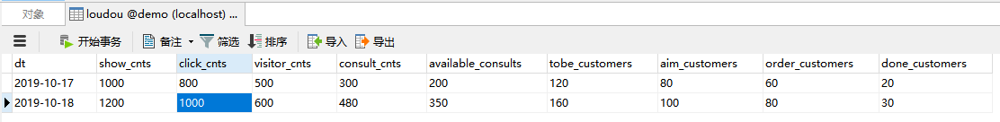 对象 loudou @demo (localhost) ...
开始事务 备注 筛选 排序 导入 导出
dt show_cnts click_cnts visitor_cnts consult_cnts available_consults tobe_customers aim_customers order_customers done_customers
2019-10-17 1000 800 500 300 200 120 80 60 20
2019-10-18 1200 1000 600 480 350 160 100 80 30